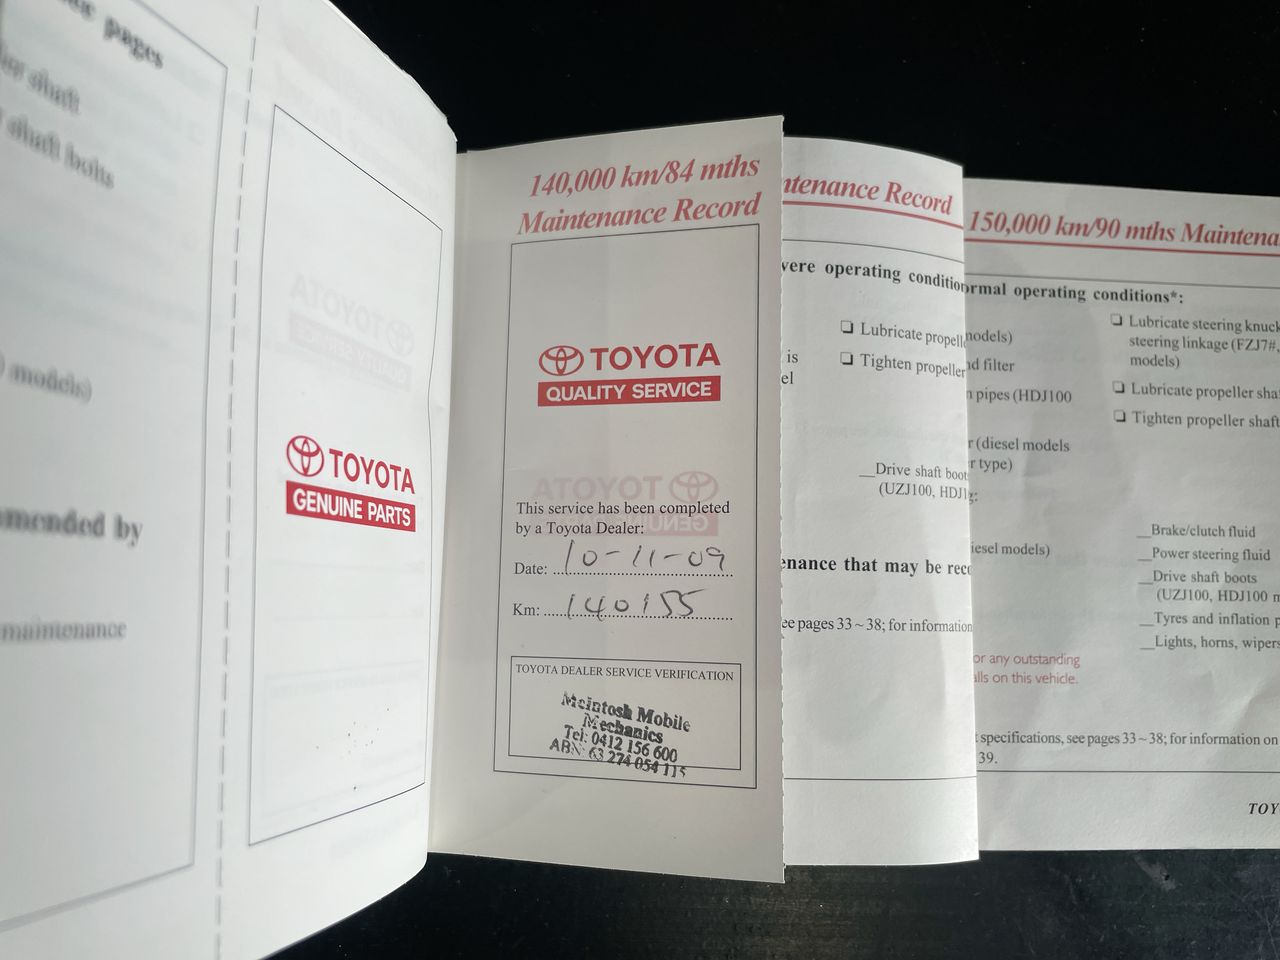 pages
shaft
shaft bolts
models)
by
maintenance
TOYOTA
GENUINE PARTS
140,000 km/84 mths
Maintenance Record
TOYOTA
QUALITY SERVICE
This service has been completed
by a Toyota Dealer:
Date: 10-11-09
Km: 140155
TOYOTA DEALER SERVICE VERIFICATION
McIntosh Mobile
Mechanics
Tel: 0412 156 600
ABN: 63 274 054 115
ntenance Record
vere operating condition
❏ Lubricate propell
is
❏ Tighten propeller
el
__Drive shaft boot
(UZJ100, HDJ1
enance that may be rec
ee pages 33 ~ 38; for information
150,000 km/90 mths Maintena
ormal operating conditions*:
❏ Lubricate steering knuck
steering linkage (FZJ7#,
models)
models)
nd filter
❏ Lubricate propeller sha
n pipes (HDJ100
❏ Tighten propeller shaft
r (diesel models
r type)
g:
__Brake/clutch fluid
iesel models)
__Power steering fluid
__Drive shaft boots
(UZJ100, HDJ100 m
__Tyres and inflation p
__Lights, horns, wipers
or any outstanding
lls on this vehicle.
specifications, see pages 33 ~ 38; for information on
39.
TOY